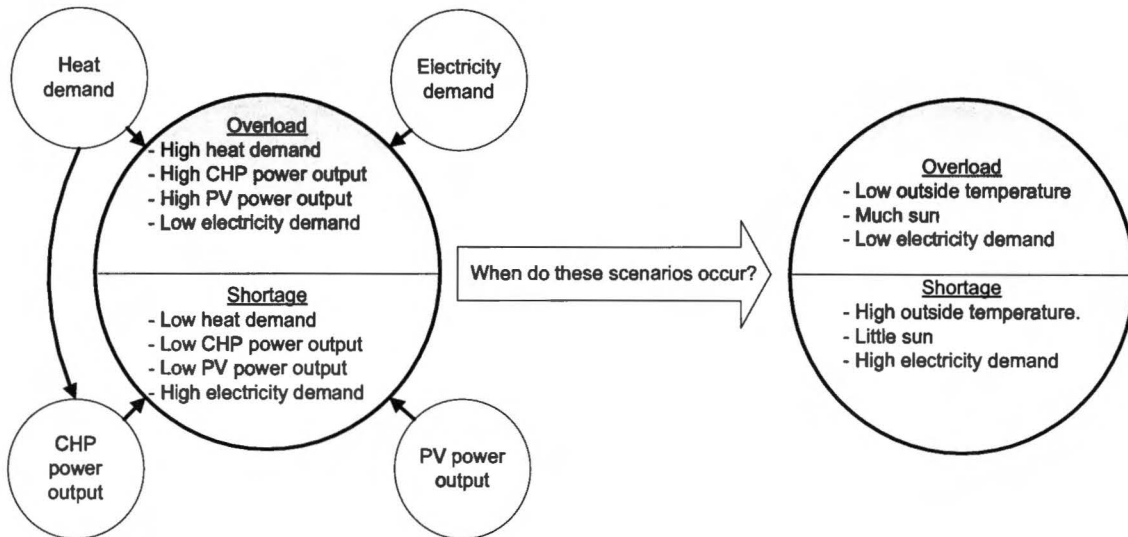 Heat
demand
Electricity
demand
Overload
- High heat demand
- High CHP power output
- High PV power output
- Low electricity demand
Shortage
- Low heat demand
- Low CHP power output
- Low PV power output
- High electricity demand
CHP
power
output
PV power
output
When do these scenarios occur?
Overload
- Low outside temperature
- Much sun
- Low electricity demand
Shortage
- High outside temperature.
- Little sun
- High electricity demand